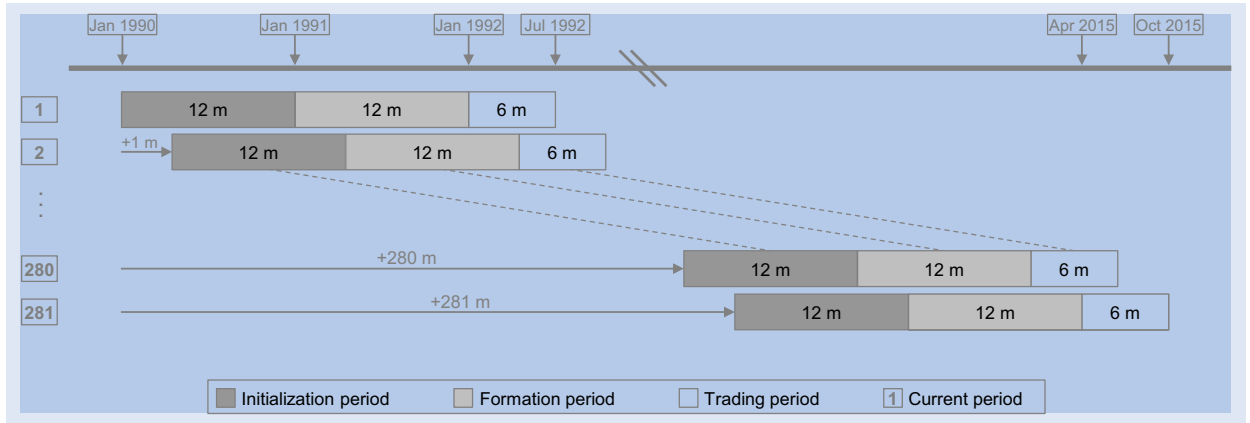 Jan 1990 Jan 1991 Jan 1992 Jul 1992 Apr 2015 Oct 2015
1 12 m 12 m 6 m
2 +1 m 12 m 12 m 6 m
280 +280 m 12 m 12 m 6 m
281 +281 m 12 m 12 m 6 m
Initialization period Formation period Trading period 1 Current period